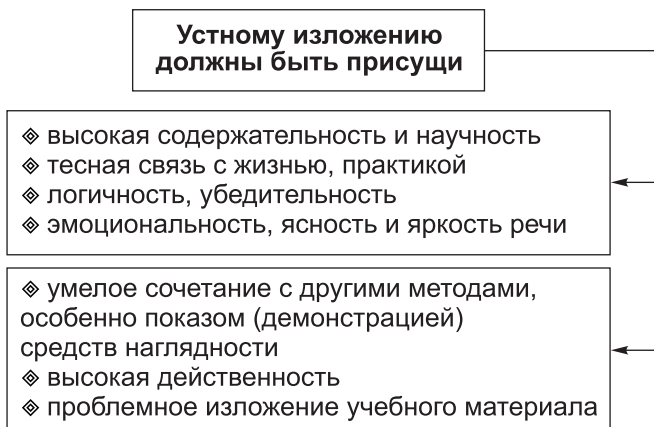 Устному изложению
должны быть присущи
◈ высокая содержательность и научность
◈ тесная связь с жизнью, практикой
◈ логичность, убедительность
◈ эмоциональность, ясность и яркость речи
◈ умелое сочетание с другими методами,
особенно показом (демонстрацией)
средств наглядности
◈ высокая действенность
◈ проблемное изложение учебного материала